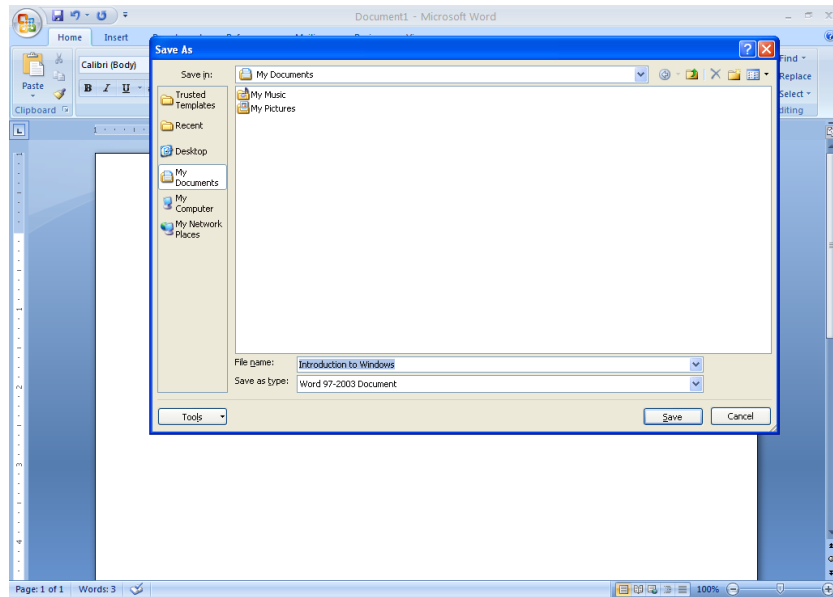 Document1 - Microsoft Word
Home Insert
Calibri (Body)
Paste
B I U
Clipboard
Find
Replace
Select
Save As
Save in: My Documents
Trusted
Templates
Recent
Desktop
My
Documents
My
Computer
My Network
Places
My Music
My Pictures
File name: Introduction to Windows
Save as type: Word 97-2003 Document
Tools Save Cancel
Page: 1 of 1 Words: 3 100%